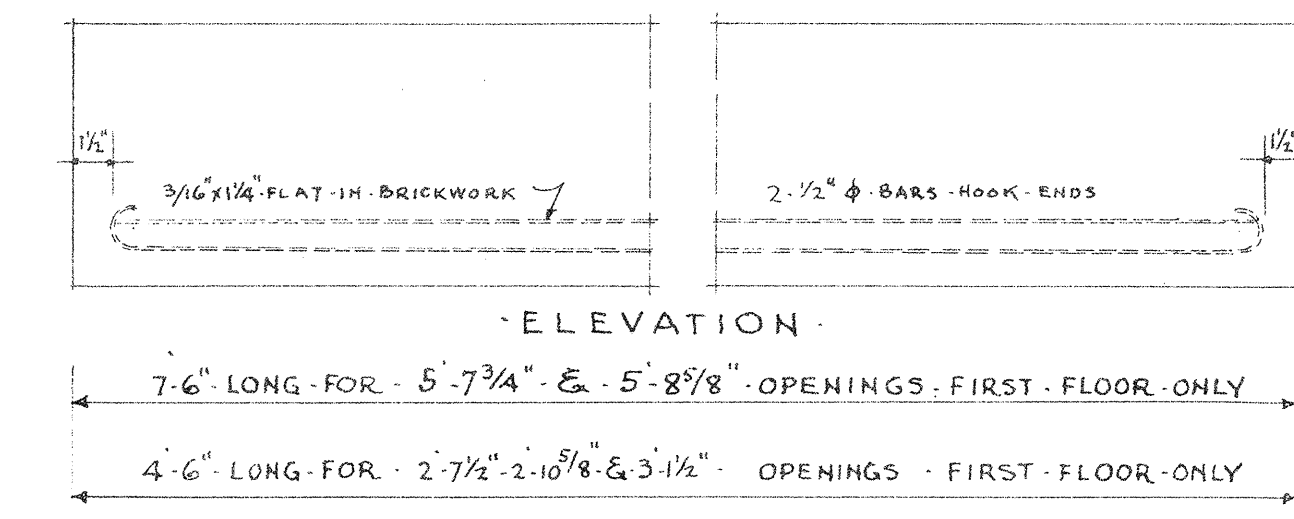 1½" 1½"
3/16"x1¼"·FLAT·IN·BRICKWORK 2·½" ϕ·BARS·HOOK·ENDS
·ELEVATION·
7'-6"·LONG·FOR·5'-7¾"·&·5'-8⅝"·OPENINGS·FIRST·FLOOR·ONLY
4'-6"·LONG·FOR·2'-7½"-2'-10⅝"-&-3'-1½"· OPENINGS·FIRST·FLOOR·ONLY